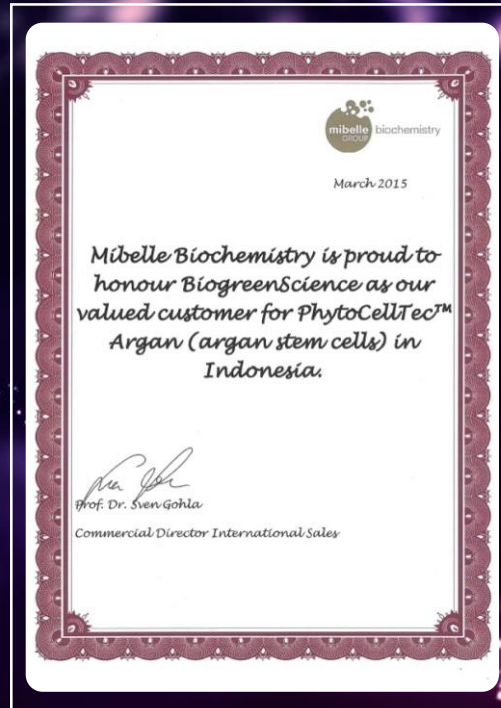 mibelle biochemistry
GROUP
March 2015
Mibelle Biochemistry is proud to
honour BiogreenScience as our
valued customer for PhytoCellTec™
Argan (argan stem cells) in
Indonesia.
Prof. Dr. Sven Gohla
Commercial Director International Sales